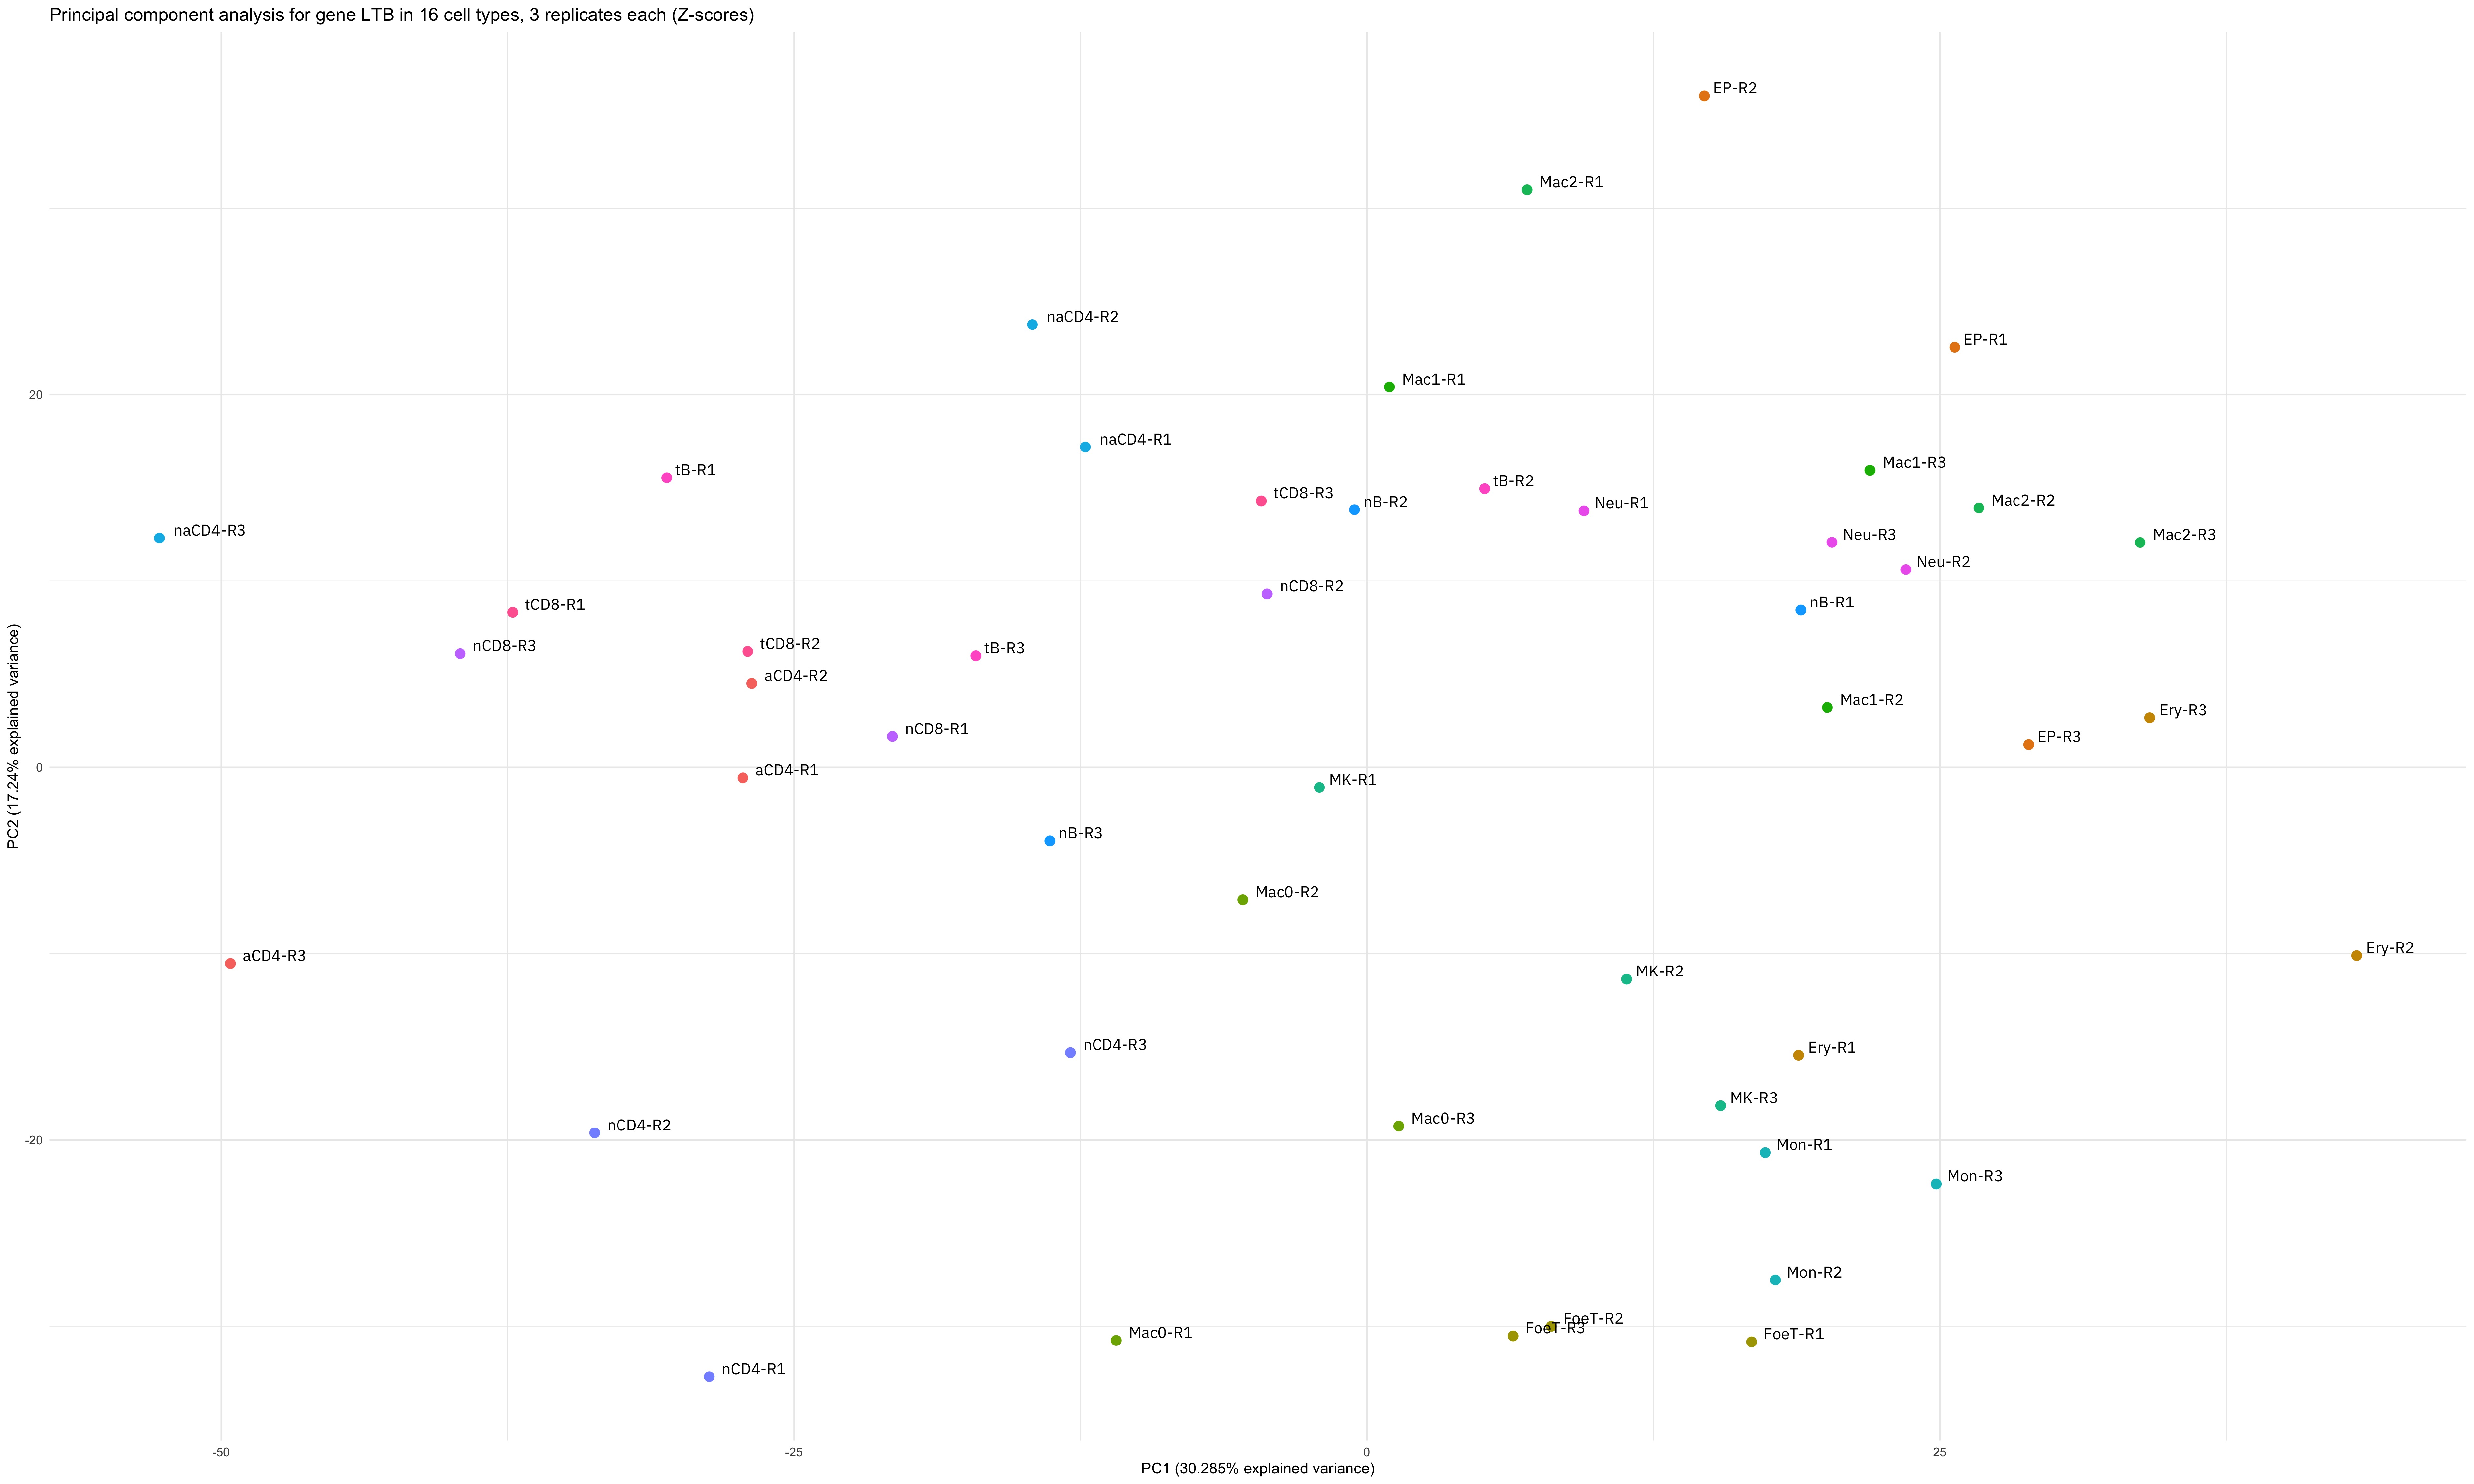 Principal component analysis for gene LTB in 16 cell types, 3 replicates each (Z-scores)
EP-R2
Mac2-R1
naCD4-R2
EP-R1
Mac1-R1
20
naCD4-R1
Mac1-R3
tB-R1
tB-R2
tCD8-R3
Mac2-R2
nB-R2
Neu-R1
naCD4-R3
Neu-R3
Mac2-R3
Neu-R2
nCD8-R2
nB-R1
tCD8-R1
tCD8-R2
nCD8-R3
tB-R3
aCD4-R2
Mac1-R2
Ery-R3
nCD8-R1
EP-R3
0
aCD4-R1
MK-R1
PC2 (17.24% explained variance)
nB-R3
Mac0-R2
Ery-R2
aCD4-R3
MK-R2
nCD4-R3
Ery-R1
MK-R3
Mac0-R3
nCD4-R2
-20
Mon-R1
Mon-R3
Mon-R2
FoeT-R2
FoeT-R3
Mac0-R1
FoeT-R1
nCD4-R1
-50
-25
0
25
PC1 (30.285% explained variance)